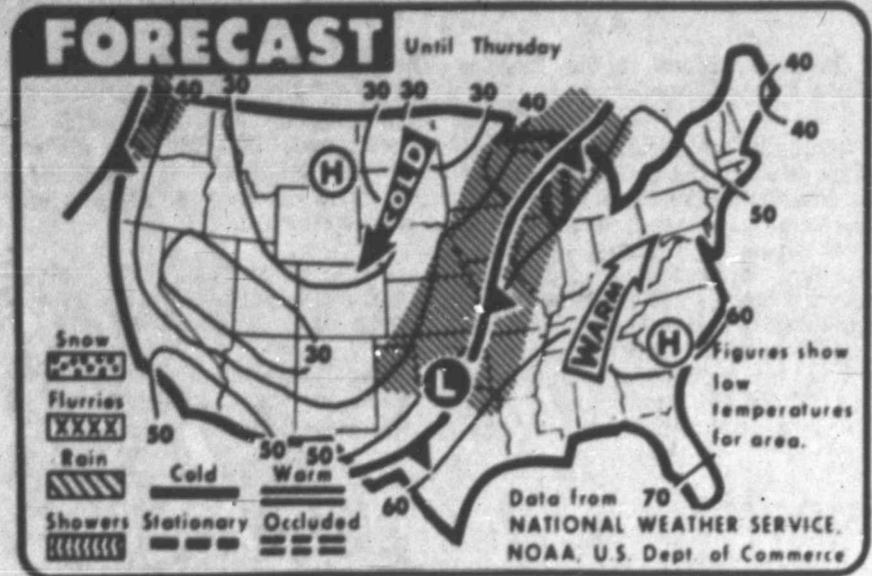 FORECAST
Until Thursday
40 30 30 30 30 40 40
40
H
COLD
50
WARM
H
60
30
L
Figures show
low
temperatures
for area.
Snow
Flurries
50
50 50
Rain
Cold Warm
60
70
Showers Stationary Occluded
Data from
NATIONAL WEATHER SERVICE,
NOAA, U.S. Dept. of Commerce